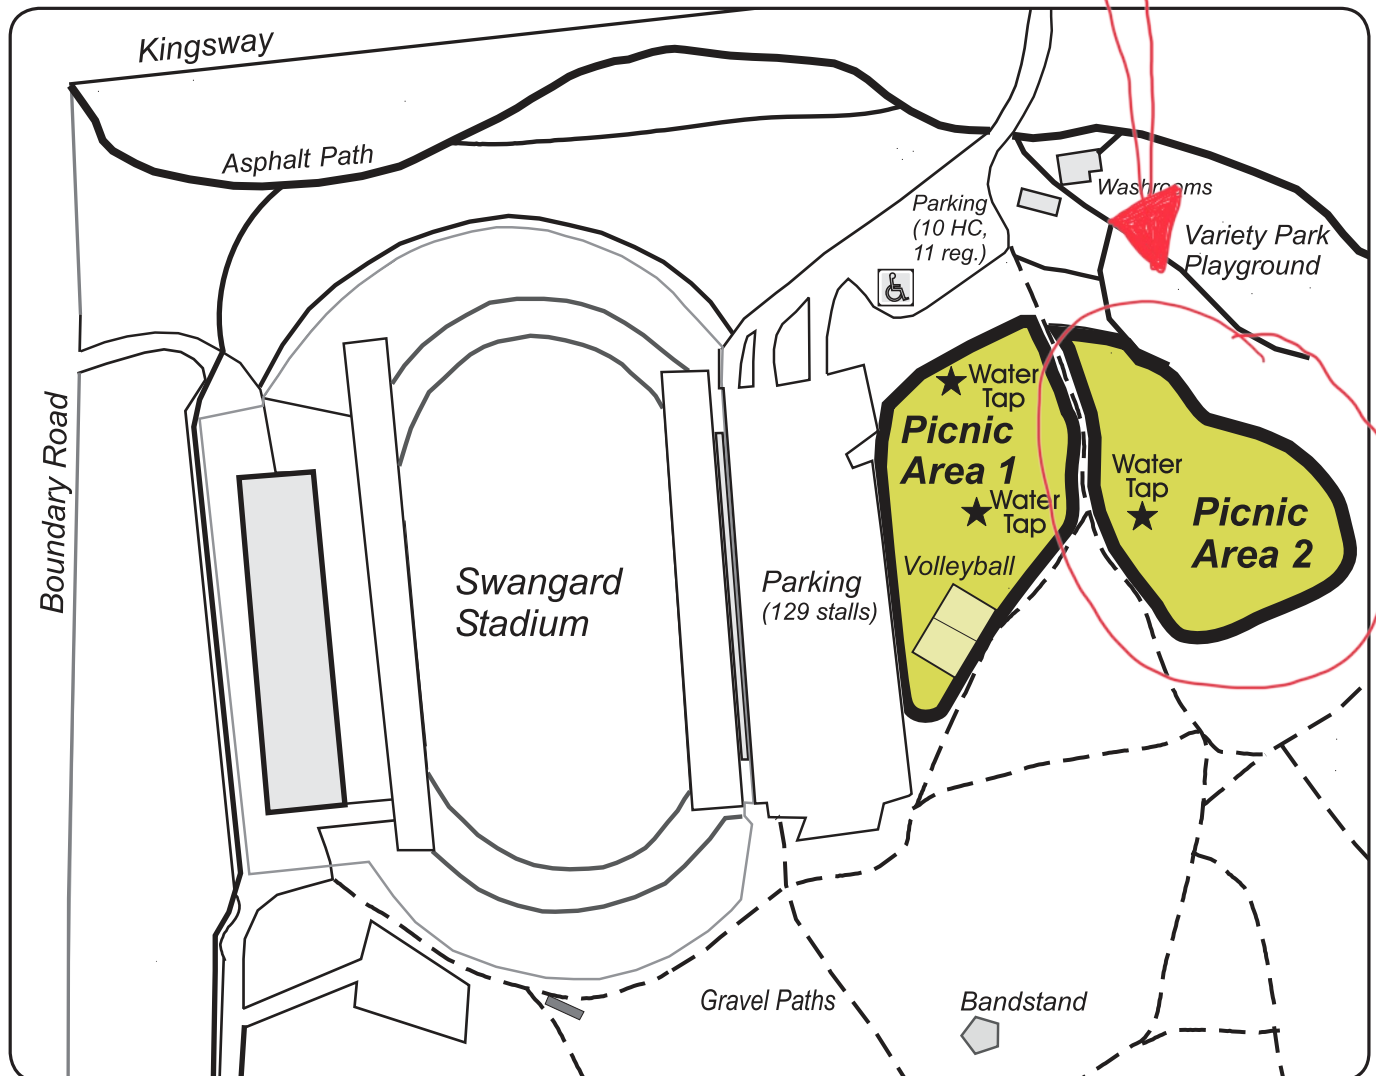 Kingsway
Asphalt Path
Washrooms
Parking
(10 HC,
11 reg.)
Variety Park
Playground
Water
Tap
Picnic
Area 1
Water
Tap
Volleyball
Water
Tap
Picnic
Area 2
Boundary Road
Swangard
Stadium
Parking
(129 stalls)
Gravel Paths
Bandstand